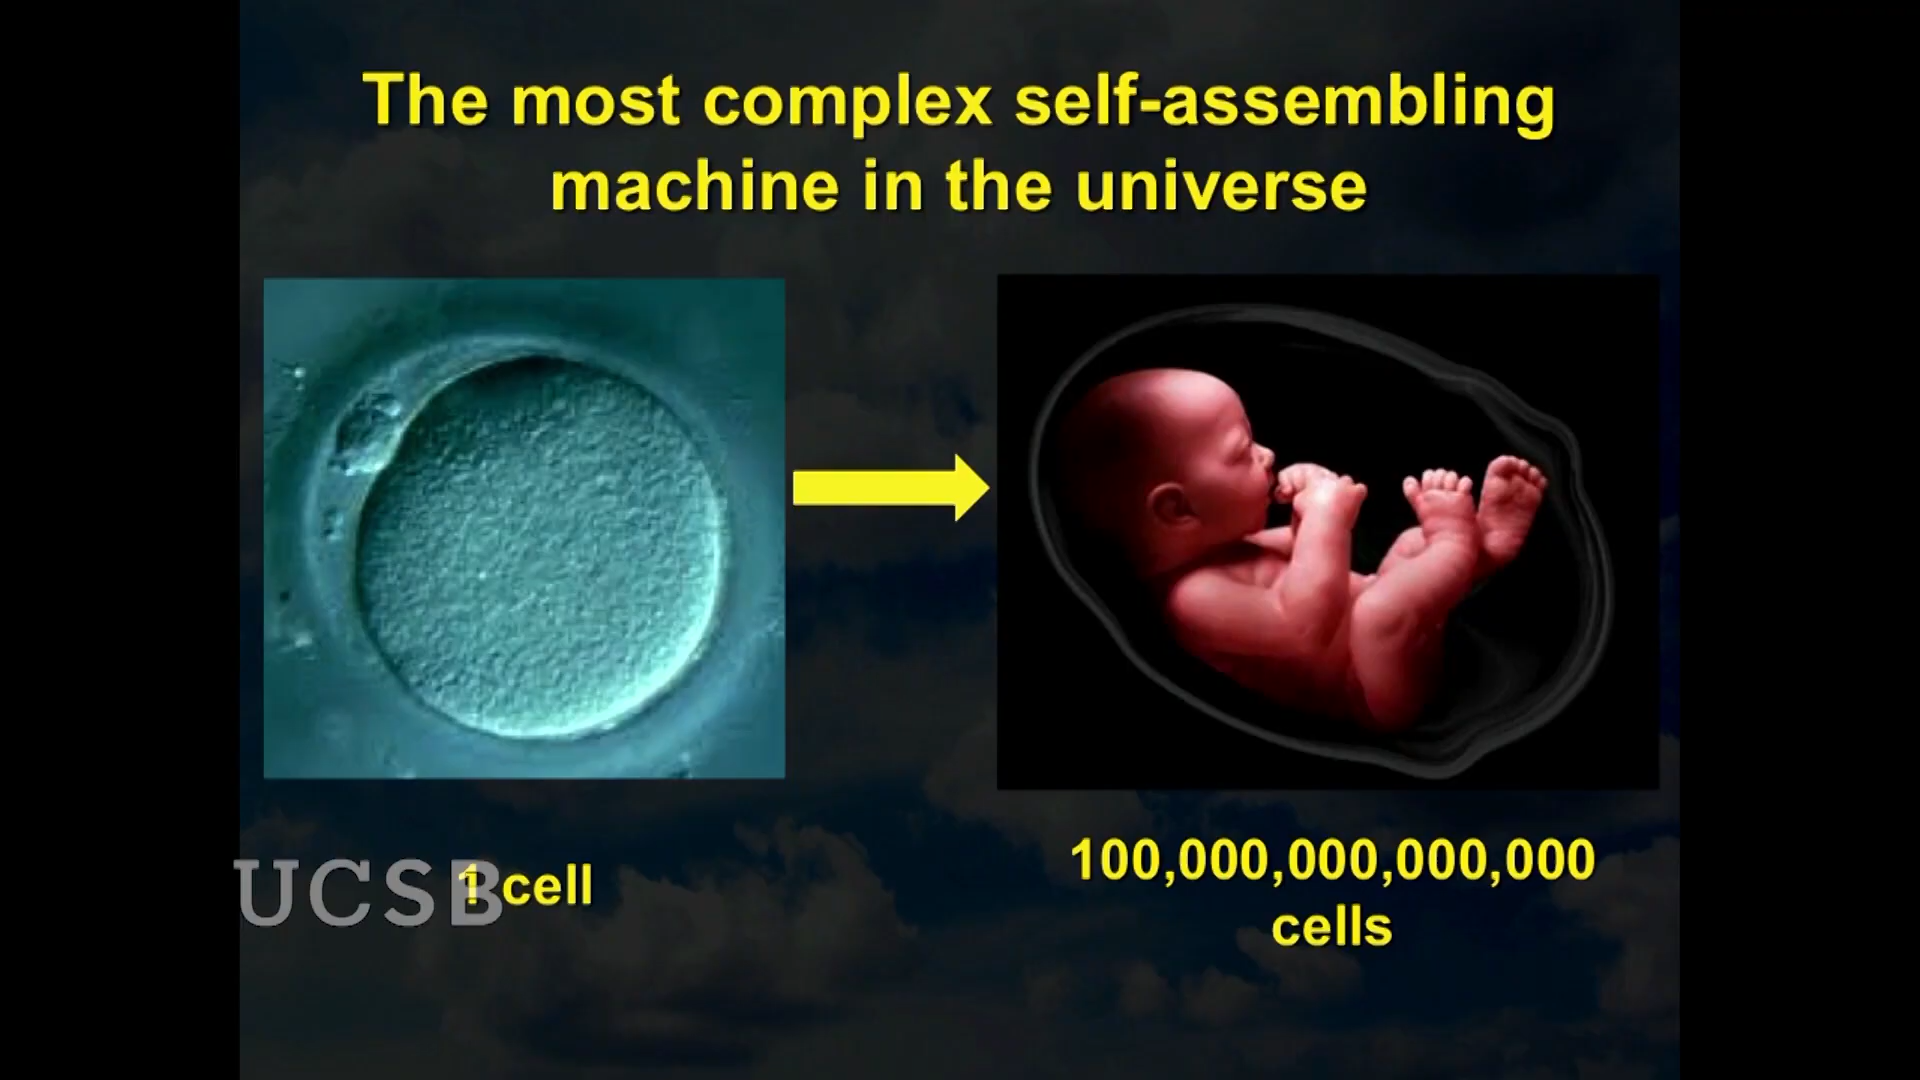 The most complex self-assembling
machine in the universe
1 cell
100,000,000,000,000
cells
UCSB